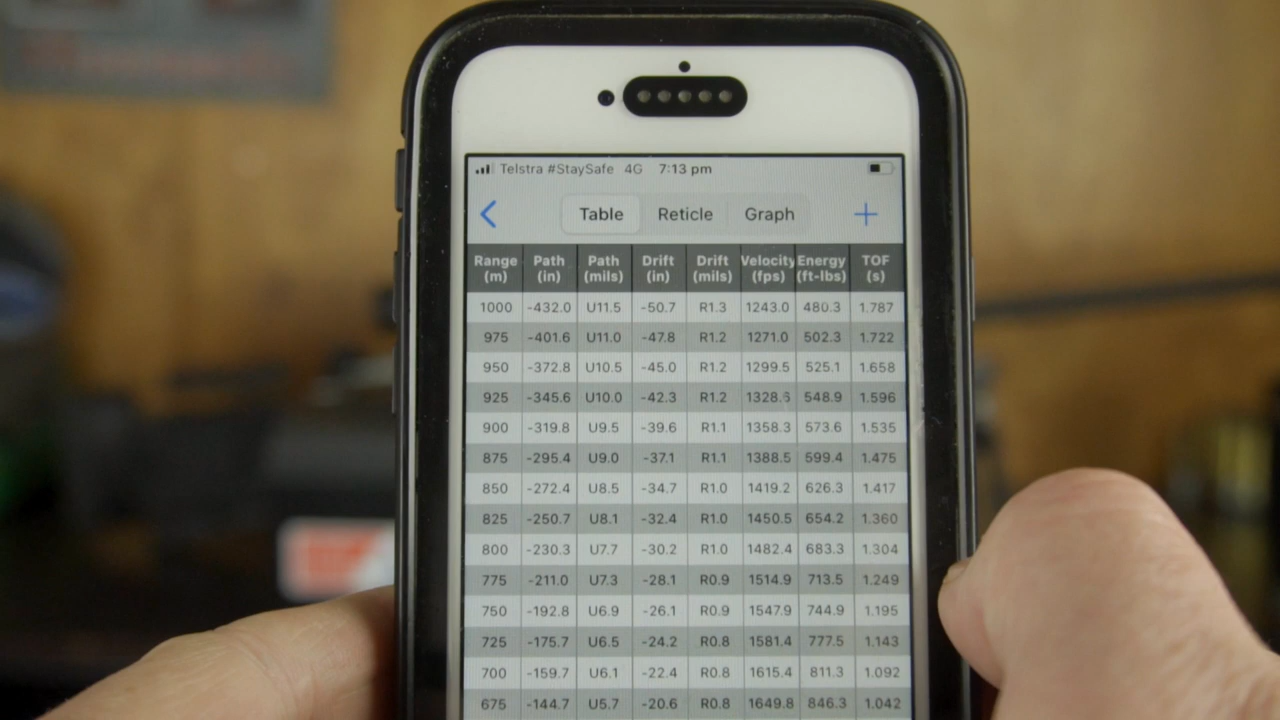 Telstra #StaySafe 4G 7:13 pm
Table Reticle Graph
Range (m) Path (in) Path (mils) Drift (in) Drift (mils) Velocity (fps) Energy (ft-lbs) TOF (s)
1000 -432.0 U11.5 -50.7 R1.3 1243.0 480.3 1.787
975 -401.6 U11.0 -47.8 R1.2 1271.0 502.3 1.722
950 -372.8 U10.5 -45.0 R1.2 1299.5 525.1 1.658
925 -345.6 U10.0 -42.3 R1.2 1328.6 548.9 1.596
900 -319.8 U9.5 -39.6 R1.1 1358.3 573.6 1.535
875 -295.4 U9.0 -37.1 R1.1 1388.5 599.4 1.475
850 -272.4 U8.5 -34.7 R1.0 1419.2 626.3 1.417
825 -250.7 U8.1 -32.4 R1.0 1450.5 654.2 1.360
800 -230.3 U7.7 -30.2 R1.0 1482.4 683.3 1.304
775 -211.0 U7.3 -28.1 R0.9 1514.9 713.5 1.249
750 -192.8 U6.9 -26.1 R0.9 1547.9 744.9 1.195
725 -175.7 U6.5 -24.2 R0.8 1581.4 777.5 1.143
700 -159.7 U6.1 -22.4 R0.8 1615.4 811.3 1.092
675 -144.7 U5.7 -20.6 R0.8 1649.8 846.3 1.042